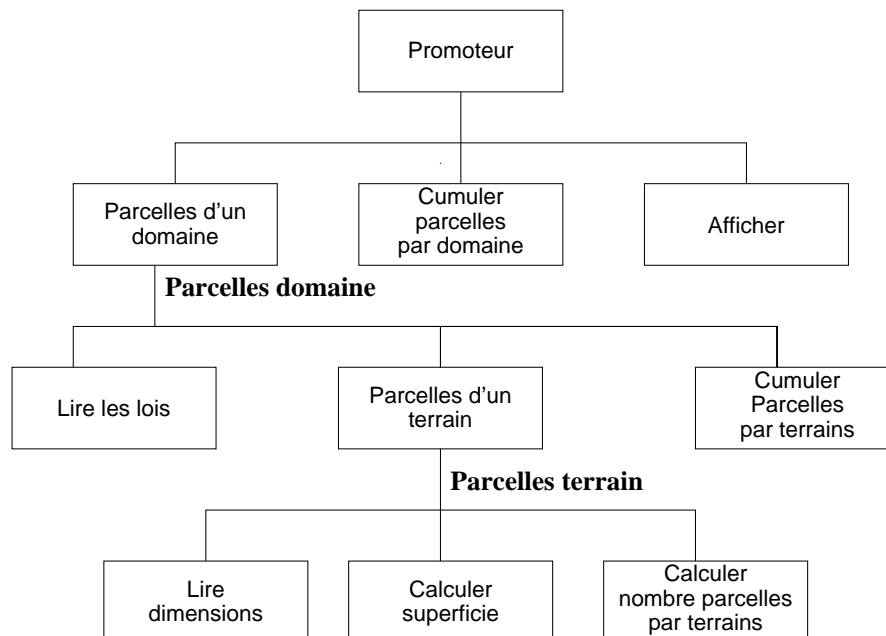 Promoteur
Parcelles d'un
domaine
Cumuler
parcelles
par domaine
Afficher
Parcelles domaine
Lire les lois
Parcelles d'un
terrain
Cumuler
Parcelles
par terrains
Parcelles terrain
Lire
dimensions
Calculer
superficie
Calculer
nombre parcelles
par terrains